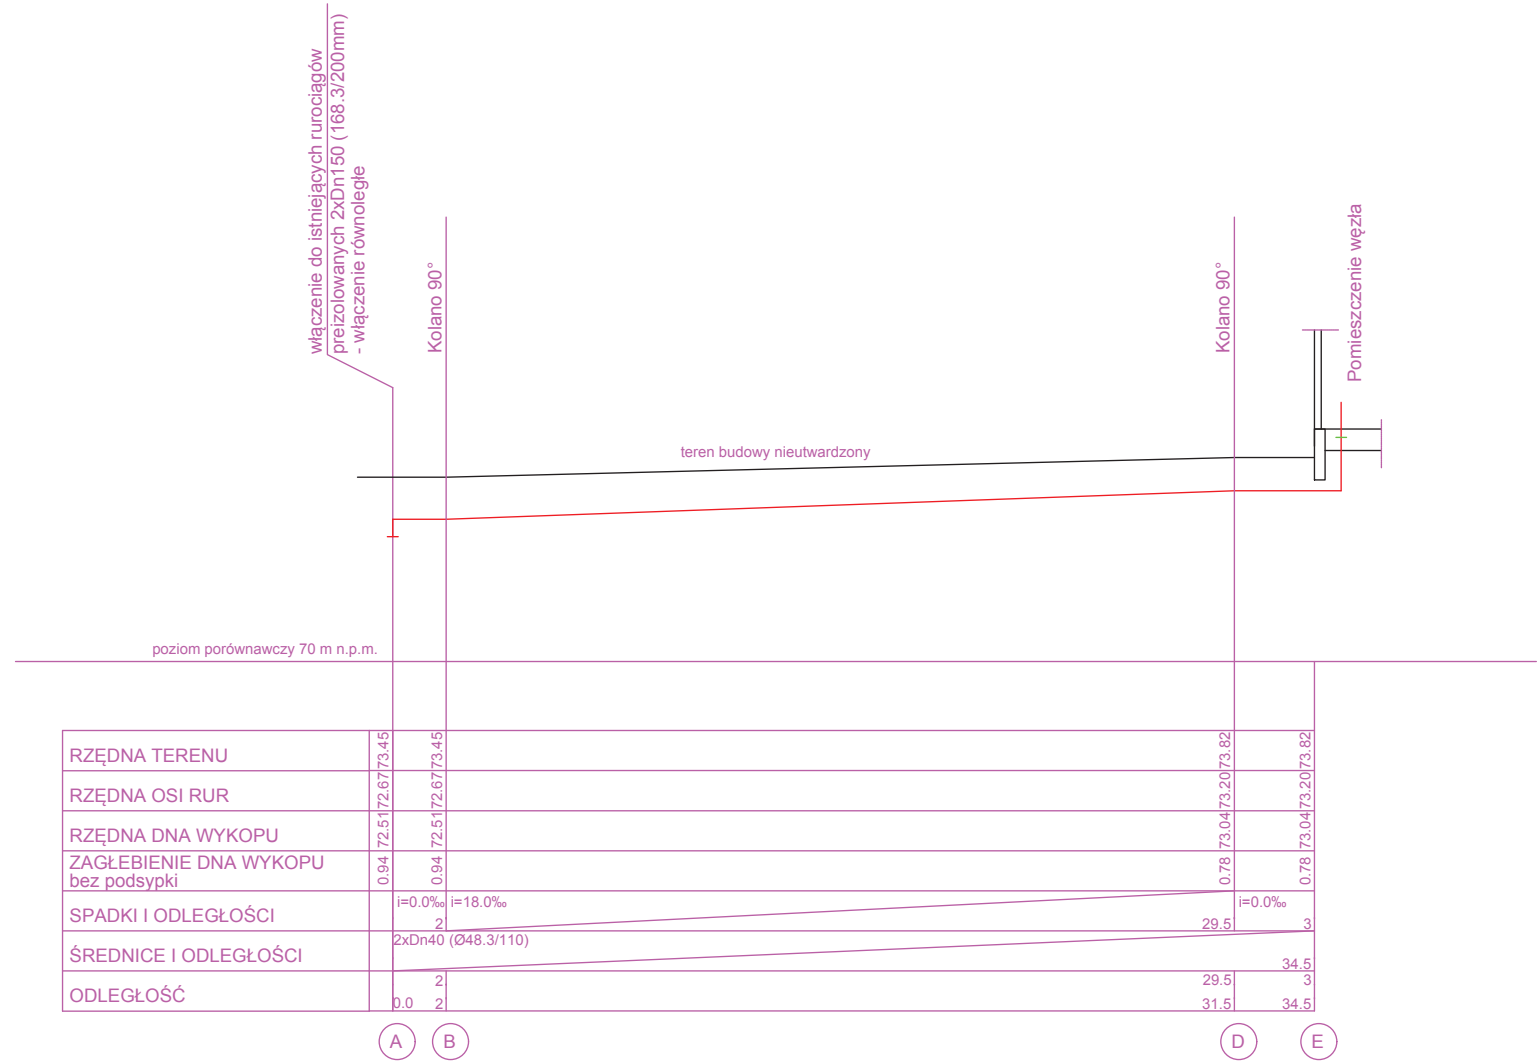 włączenie do istniejących rurociągów
preizolowanych 2xDn150 (168.3/200mm)
- włączenie równoległe
Kolano 90°
Kolano 90°
Pomieszczenie węzła
teren budowy nieutwardzony
poziom porównawczy 70 m n.p.m.
RZĘDNA TERENU 73.45 73.45 73.82 73.82
RZĘDNA OSI RUR 72.67 72.67 73.20 73.20
RZĘDNA DNA WYKOPU 72.51 72.51 73.04 73.04
ZAGŁEBIENIE DNA WYKOPU
bez podsypki 0.94 0.94 0.78 0.78
SPADKI I ODLEGŁOŚCI i=0.0‰ i=18.0‰ i=0.0‰
2 29.5 3
ŚREDNICE I ODLEGŁOŚCI 2xDn40 (Ø48.3/110)
34.5
ODLEGŁOŚĆ 2 29.5 3
0.0 2 31.5 34.5
A B D E